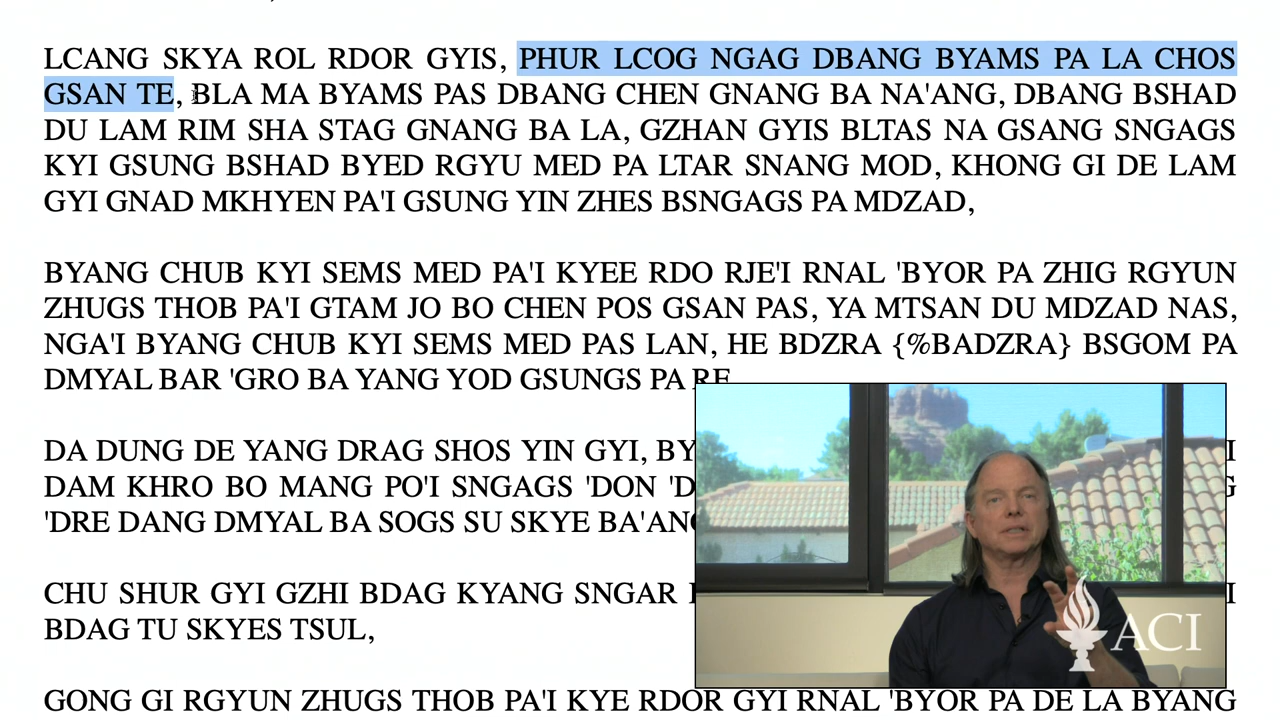 LCANG SKYA ROL RDOR GYIS, PHUR LCOG NGAG DBANG BYAMS PA LA CHOS
GSAN TE, BLA MA BYAMS PAS DBANG CHEN GNANG BA NA'ANG, DBANG BSHAD
DU LAM RIM SHA STAG GNANG BA LA, GZHAN GYIS BLTAS NA GSANG SNGAGS
KYI GSUNG BSHAD BYED RGYU MED PA LTAR SNANG MOD, KHONG GI DE LAM
GYI GNAD MKHYEN PA'I GSUNG YIN ZHES BSNGAGS PA MDZAD,
BYANG CHUB KYI SEMS MED PA'I KYEE RDO RJE'I RNAL 'BYOR PA ZHIG RGYUN
ZHUGS THOB PA'I GTAM JO BO CHEN POS GSAN PAS, YA MTSAN DU MDZAD NAS,
NGA'I BYANG CHUB KYI SEMS MED PAS LAN, HE BDZRA {%BADZRA} BSGOM PA
DMYAL BAR 'GRO BA YANG YOD GSUNGS PA
DA DUNG DE YANG DRAG SHOS YIN GYI,
DAM KHRO BO MANG PO'I SNGAGS 'DON
'DRE DANG DMYAL BA SOGS SU SKYE
CHU SHUR GYI GZHI BDAG KYANG SNGAR
BDAG TU SKYES TSUL,
GONG GI RGYUN ZHUGS THOB PA'I KYE RDOR GYI RNAL 'BYOR PA DE LA BYANG
ACI